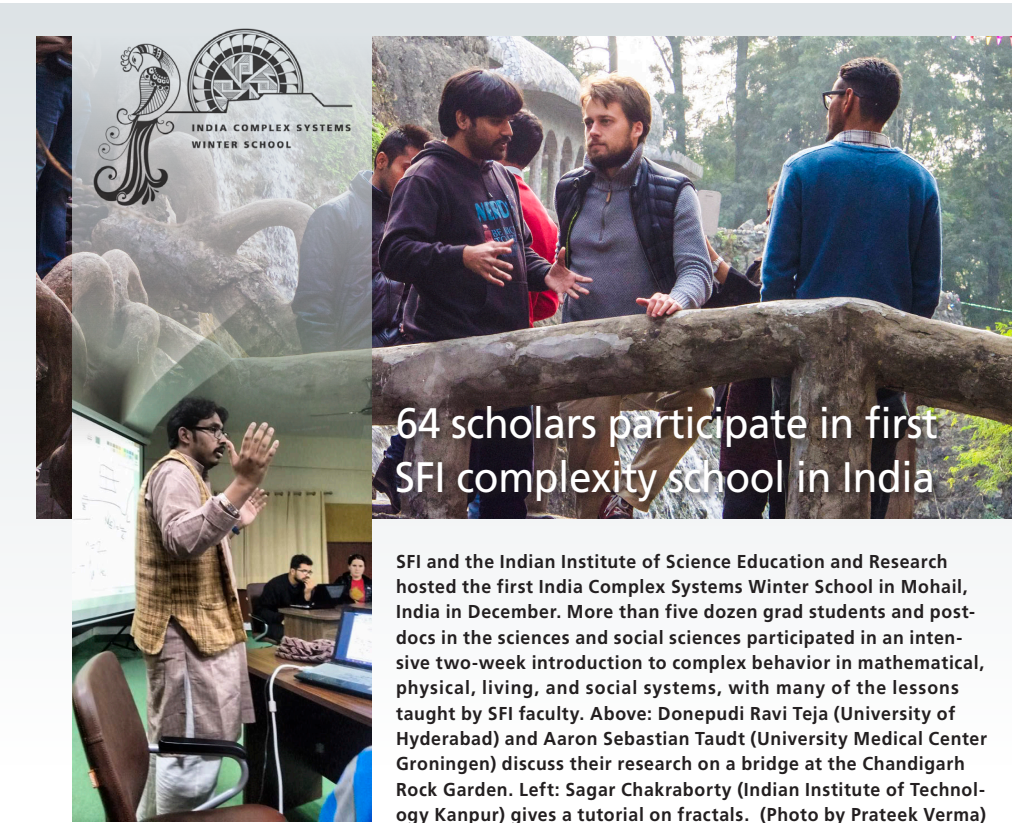 INDIA COMPLEX SYSTEMS
WINTER SCHOOL
NERD
64 scholars participate in first
SFI complexity school in India
SFI and the Indian Institute of Science Education and Research
hosted the first India Complex Systems Winter School in Mohail,
India in December. More than five dozen grad students and post-
docs in the sciences and social sciences participated in an inten-
sive two-week introduction to complex behavior in mathematical,
physical, living, and social systems, with many of the lessons
taught by SFI faculty. Above: Donepudi Ravi Teja (University of
Hyderabad) and Aaron Sebastian Taudt (University Medical Center
Groningen) discuss their research on a bridge at the Chandigarh
Rock Garden. Left: Sagar Chakraborty (Indian Institute of Technol-
ogy Kanpur) gives a tutorial on fractals. (Photo by Prateek Verma)